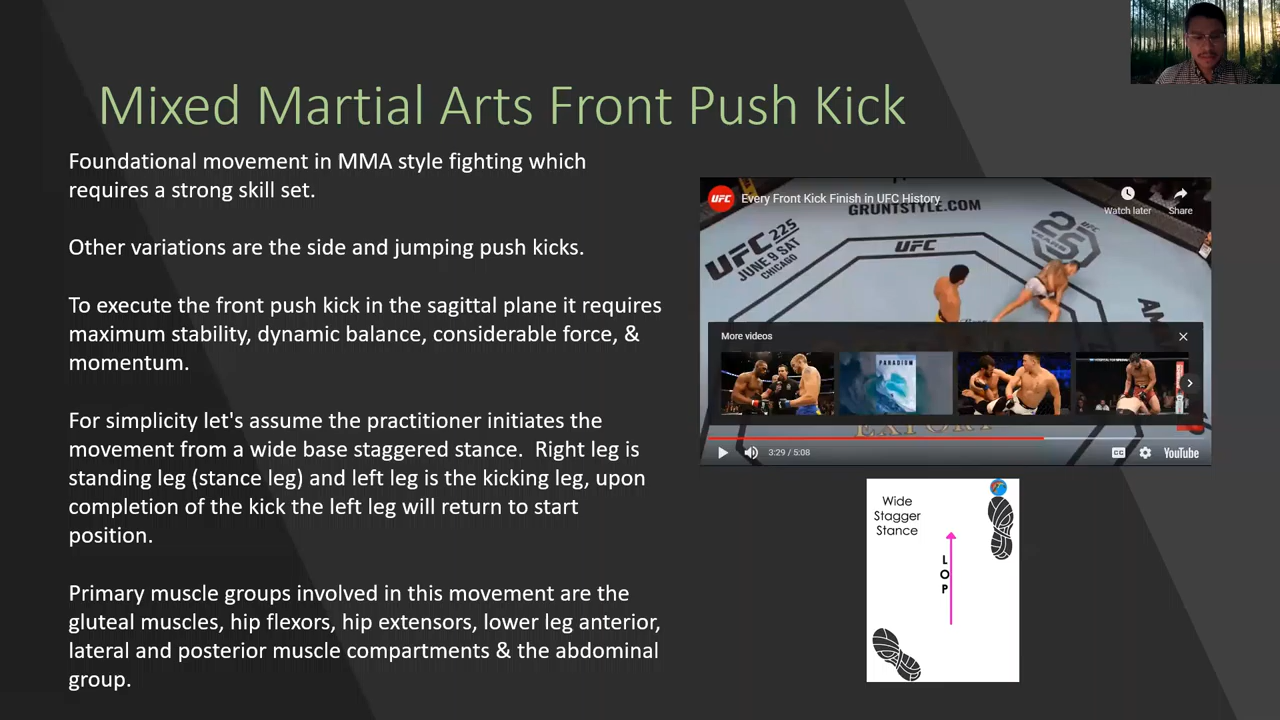 Mixed Martial Arts Front Push Kick
Foundational movement in MMA style fighting which
requires a strong skill set.
Other variations are the side and jumping push kicks.
To execute the front push kick in the sagittal plane it requires
maximum stability, dynamic balance, considerable force, &
momentum.
For simplicity let's assume the practitioner initiates the
movement from a wide base staggered stance.  Right leg is
standing leg (stance leg) and left leg is the kicking leg, upon
completion of the kick the left leg will return to start
position.
Primary muscle groups involved in this movement are the
gluteal muscles, hip flexors, hip extensors, lower leg anterior,
lateral and posterior muscle compartments & the abdominal
group.
UFC
Every Front Kick Finish in UFC History
Watch later
Share
GRUNTSTYLE.COM
UFC 225
JUNE 9 SAT
CHICAGO
UFC
25
More videos
PARADIGM
3:29 / 5:08
CC
YouTube
Wide
Stagger
Stance
L
O
P